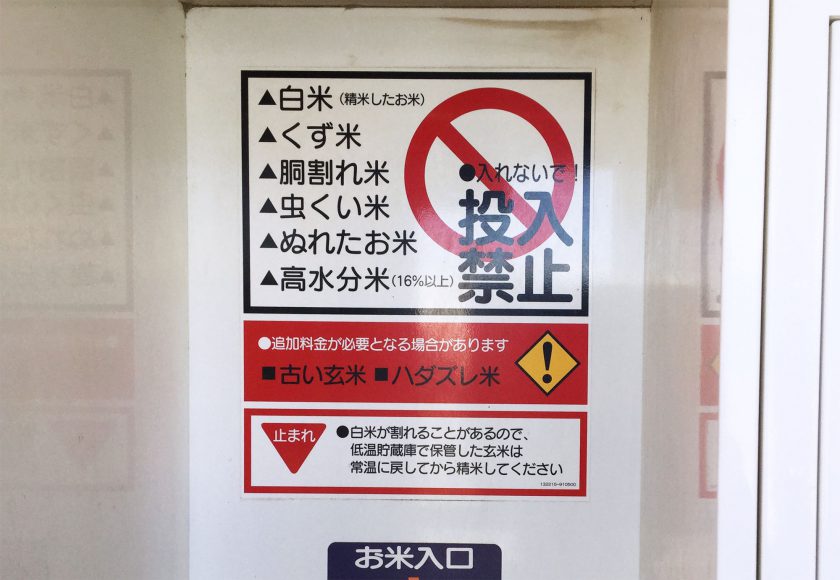 ▲白米(精米したお米)
▲くず米
▲胴割れ米
▲虫くい米
▲ぬれたお米
▲高水分米(16%以上)
●入れないで!
投入
禁止
●追加料金が必要となる場合があります
■古い玄米 ■ハダズレ米
止まれ
●白米が割れることがあるので、
低温貯蔵庫で保管した玄米は
常温に戻してから精米してください
132215-910500
お米入口